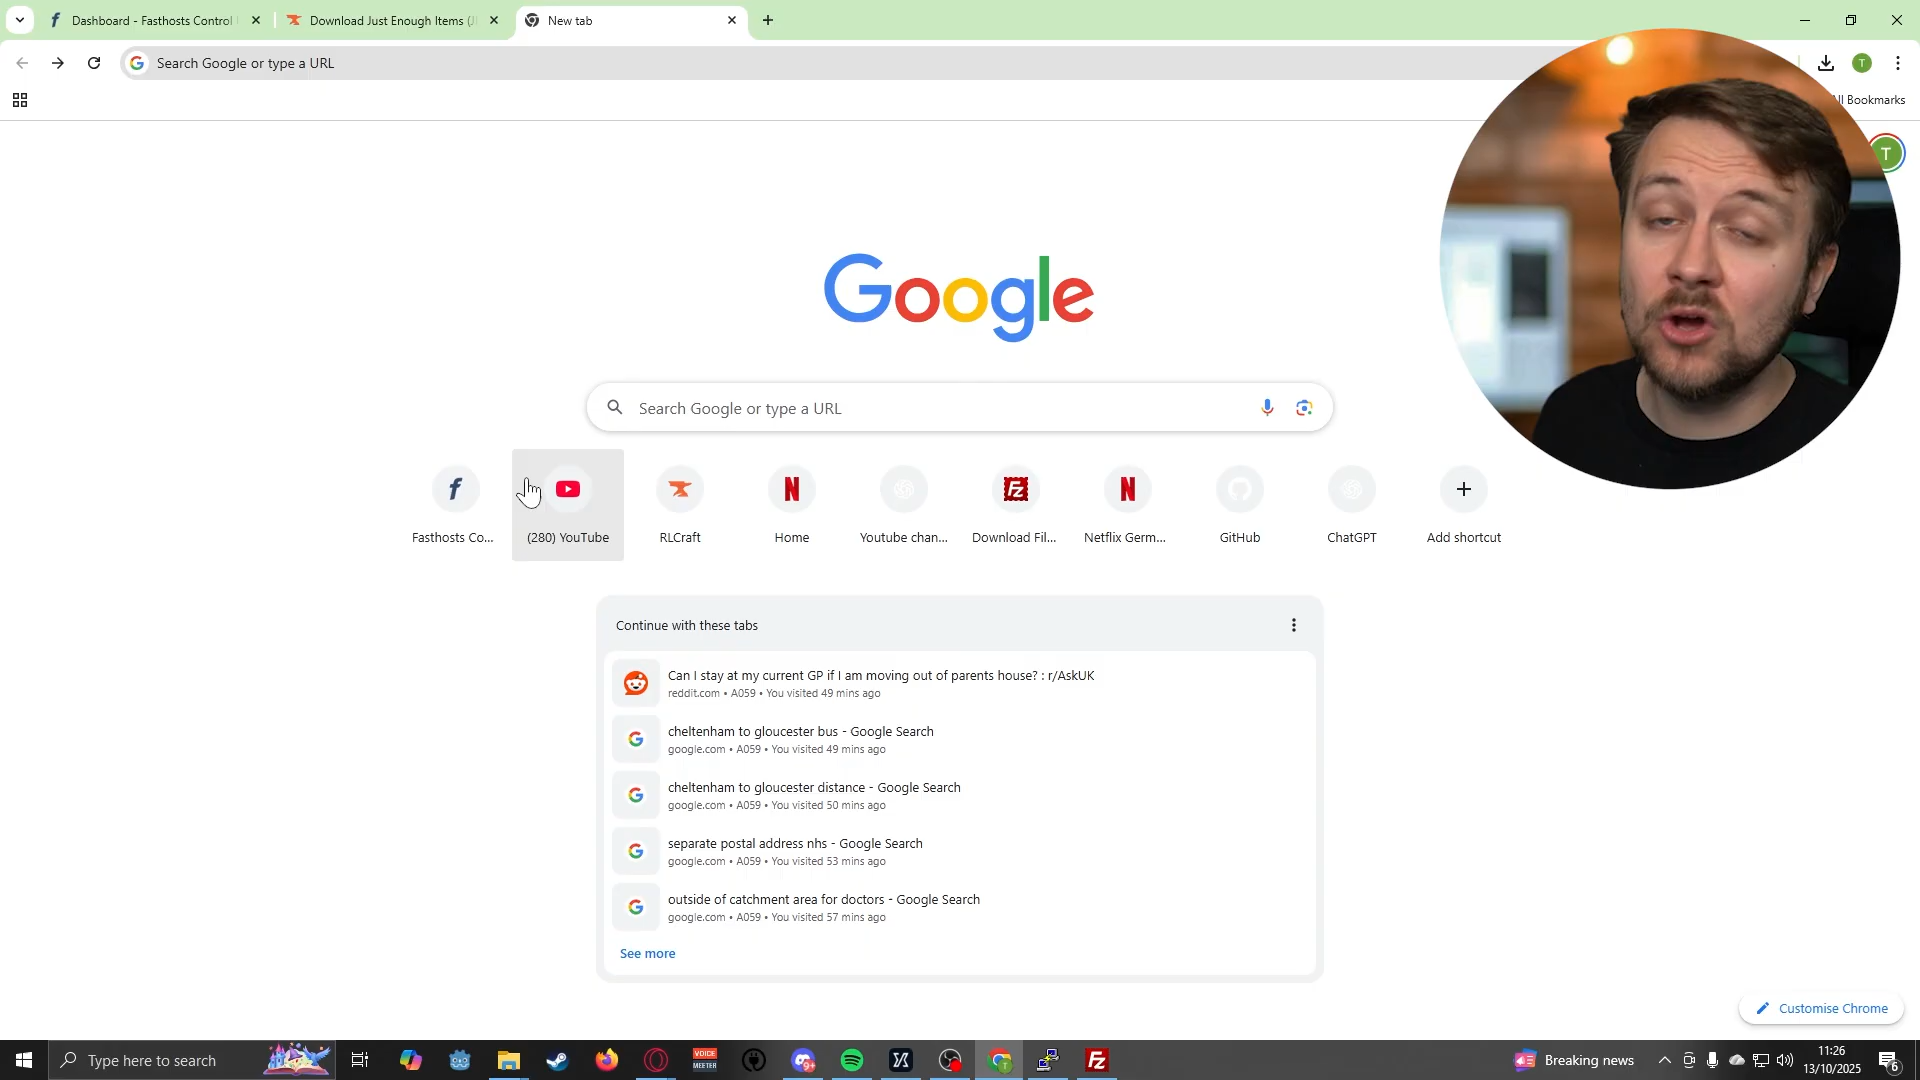 Dashboard - Fasthosts Control
Download Just Enough Items (J
New tab
Search Google or type a URL
T
All Bookmarks
T
Google
Search Google or type a URL
Fasthosts Co...
(280) YouTube
RLCraft
Home
Youtube chan...
Download Fil...
Netflix Germ...
GitHub
ChatGPT
Add shortcut
Continue with these tabs
Can I stay at my current GP if I am moving out of parents house? : r/AskUK
reddit.com • A059 • You visited 49 mins ago
cheltenham to gloucester bus - Google Search
google.com • A059 • You visited 49 mins ago
cheltenham to gloucester distance - Google Search
google.com • A059 • You visited 50 mins ago
separate postal address nhs - Google Search
google.com • A059 • You visited 53 mins ago
outside of catchment area for doctors - Google Search
google.com • A059 • You visited 57 mins ago
See more
Customise Chrome
Type here to search
VOICE
MEETER
9+
Breaking news
11:26
13/10/2025
6